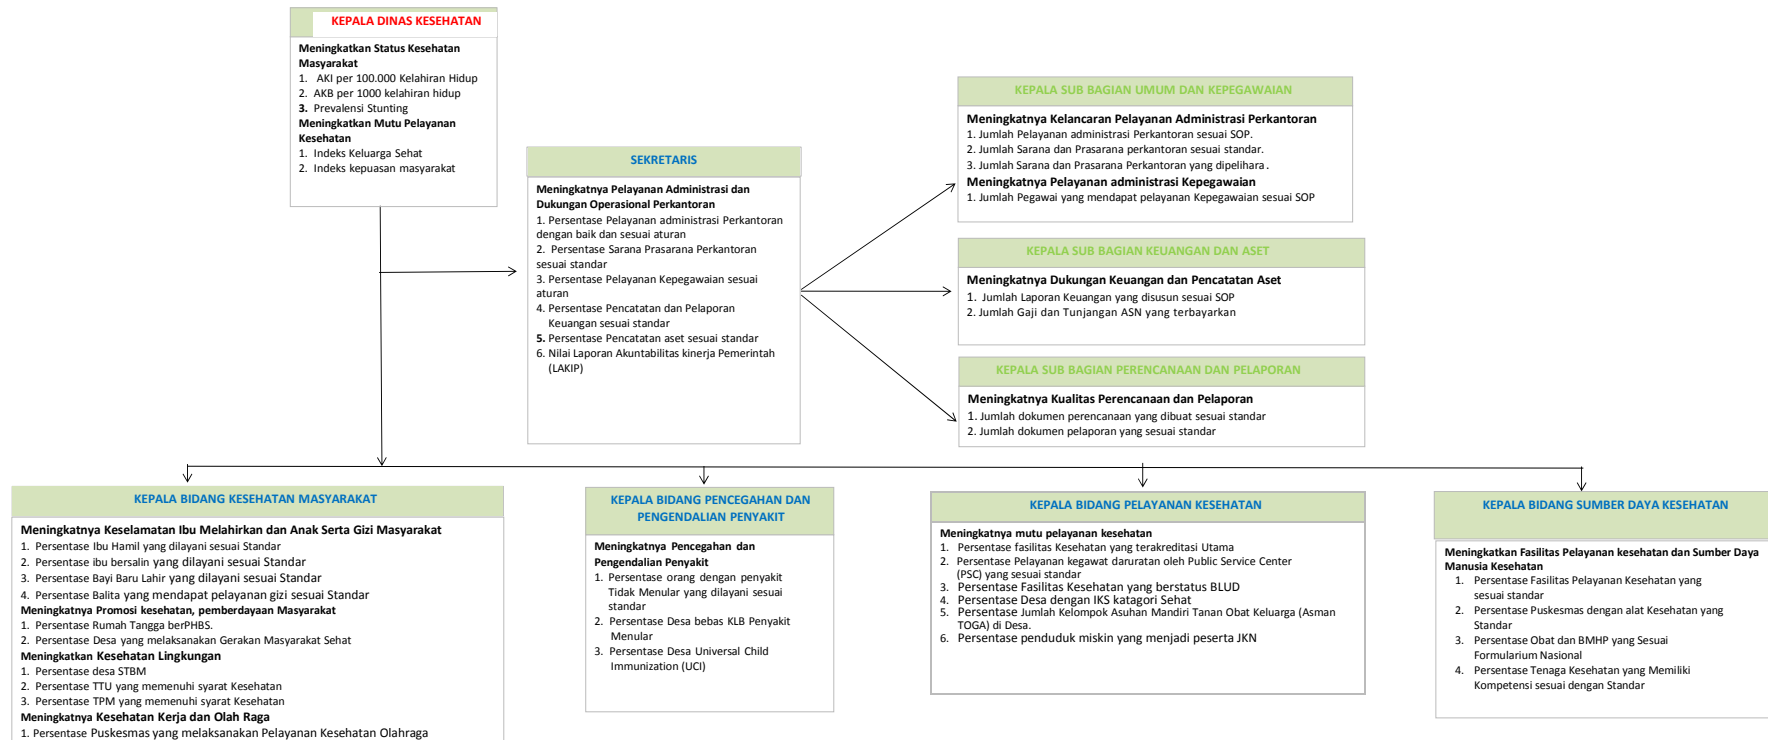 KEPALA DINAS KESEHATAN
Meningkatkan Status Kesehatan
Masyarakat
1. AKI per 100.000 Kelahiran Hidup
2. AKB per 1000 kelahiran hidup
3. Prevalensi Stunting
Meningkatkan Mutu Pelayanan
Kesehatan
1. Indeks Keluarga Sehat
2. Indeks kepuasan masyarakat
SEKRETARIS
Meningkatnya Pelayanan Administrasi dan
Dukungan Operasional Perkantoran
1. Persentase Pelayanan administrasi Perkantoran
dengan baik dan sesuai aturan
2. Persentase Sarana Prasarana Perkantoran
sesuai standar
3. Persentase Pelayanan Kepegawaian sesuai
aturan
4. Persentase Pencatatan dan Pelaporan
Keuangan sesuai standar
5. Persentase Pencatatan aset sesuai standar
6. Nilai Laporan Akuntabilitas kinerja Pemerintah
(LAKIP)
KEPALA SUB BAGIAN UMUM DAN KEPEGAWAIAN
Meningkatnya Kelancaran Pelayanan Administrasi Perkantoran
1. Jumlah Pelayanan administrasi Perkantoran sesuai SOP.
2. Jumlah Sarana dan Prasarana perkantoran sesuai standar.
3. Jumlah Sarana dan Prasarana Perkantoran yang dipelihara.
Meningkatnya Pelayanan administrasi Kepegawaian
1. Jumlah Pegawai yang mendapat pelayanan Kepegawaian sesuai SOP
KEPALA SUB BAGIAN KEUANGAN DAN ASET
Meningkatnya Dukungan Keuangan dan Pencatatan Aset
1. Jumlah Laporan Keuangan yang disusun sesuai SOP
2. Jumlah Gaji dan Tunjangan ASN yang terbayarkan
KEPALA SUB BAGIAN PERENCANAAN DAN PELAPORAN
Meningkatnya Kualitas Perencanaan dan Pelaporan
1. Jumlah dokumen perencanaan yang dibuat sesuai standar
2. Jumlah dokumen pelaporan yang sesuai standar
KEPALA BIDANG KESEHATAN MASYARAKAT
Meningkatnya Keselamatan Ibu Melahirkan dan Anak Serta Gizi Masyarakat
1. Persentase Ibu Hamil yang dilayani sesuai Standar
2. Persentase ibu bersalin yang dilayani sesuai Standar
3. Persentase Bayi Baru Lahir yang dilayani sesuai Standar
4. Persentase Balita yang mendapat pelayanan gizi sesuai Standar
Meningkatnya Promosi kesehatan, pemberdayaan Masyarakat
1. Persentase Rumah Tangga berPHBS.
2. Persentase Desa yang melaksanakan Gerakan Masyarakat Sehat
Meningkatkan Kesehatan Lingkungan
1. Persentase desa STBM
2. Persentase TTU yang memenuhi syarat Kesehatan
3. Persentase TPM yang memenuhi syarat Kesehatan
Meningkatnya Kesehatan Kerja dan Olah Raga
1. Persentase Puskesmas yang melaksanakan Pelayanan Kesehatan Olahraga
KEPALA BIDANG PENCEGAHAN DAN
PENGENDALIAN PENYAKIT
Meningkatnya Pencegahan dan
Pengendalian Penyakit
1. Persentase orang dengan penyakit
Tidak Menular yang dilayani sesuai
standar
2. Persentase Desa bebas KLB Penyakit
Menular
3. Persentase Desa Universal Child
Immunization (UCI)
KEPALA BIDANG PELAYANAN KESEHATAN
Meningkatnya mutu pelayanan kesehatan
1. Persentase fasilitas Kesehatan yang terakreditasi Utama
2. Persentase Pelayanan kegawat daruratan oleh Public Service Center
(PSC) yang sesuai standar
3. Persentase Fasilitas Kesehatan yang berstatus BLUD
4. Persentase Desa dengan IKS katagori Sehat
5. Persentase Jumlah Kelompok Asuhan Mandiri Tanan Obat Keluarga (Asman
TOGA) di Desa.
6. Persentase penduduk miskin yang menjadi peserta JKN
KEPALA BIDANG SUMBER DAYA KESEHATAN
Meningkatkan Fasilitas Pelayanan kesehatan dan Sumber Daya
Manusia Kesehatan
1. Persentase Fasilitas Pelayanan Kesehatan yang
sesuai standar
2. Persentase Puskesmas dengan alat Kesehatan yang
Standar
3. Persentase Obat dan BMHP yang Sesuai
Formularium Nasional
4. Persentase Tenaga Kesehatan yang Memiliki
Kompetensi sesuai dengan Standar